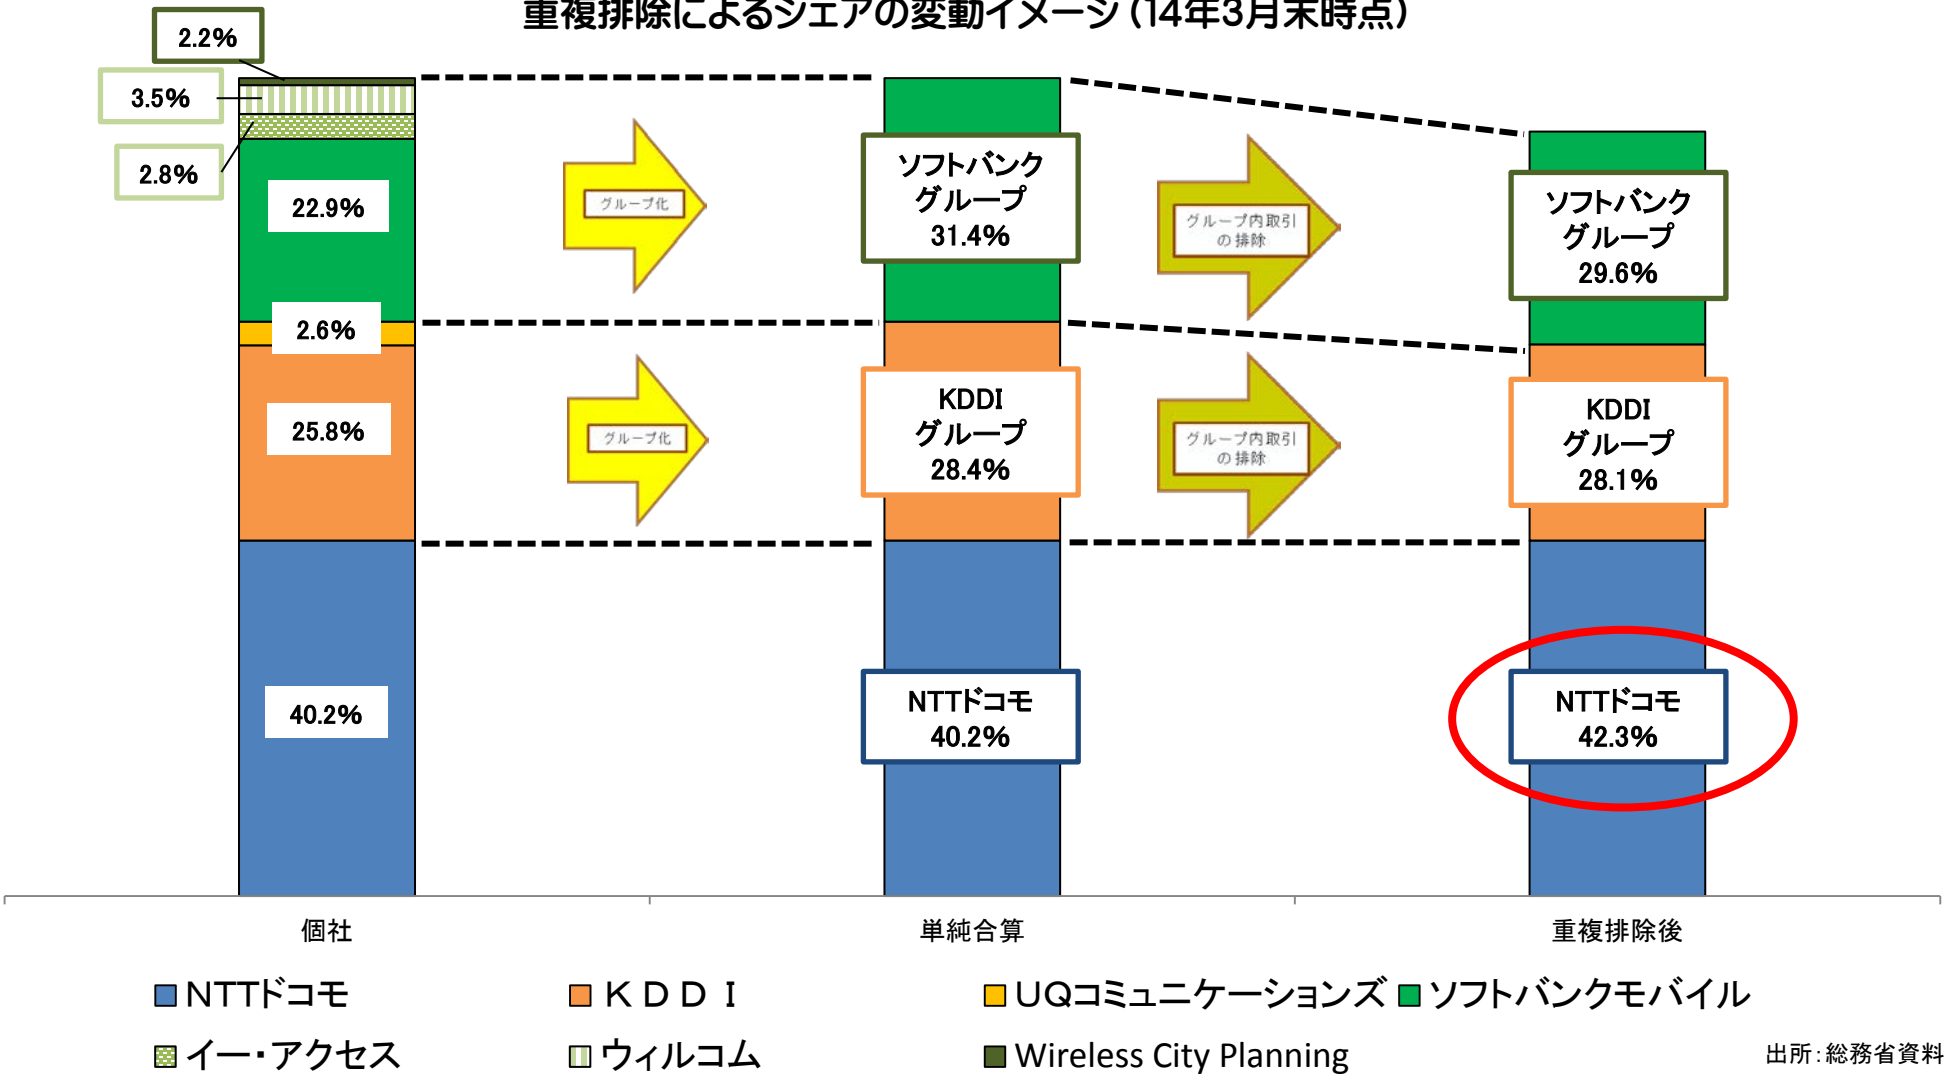 重複排除によるシェアの変動イメージ（14年3月末時点）
2.2%
3.5%
2.8%
22.9%
2.6%
25.8%
40.2%
グループ化
グループ化
ソフトバンク
グループ
31.4%
KDDI
グループ
28.4%
NTTドコモ
40.2%
グループ内取引
の排除
グループ内取引
の排除
ソフトバンク
グループ
29.6%
KDDI
グループ
28.1%
NTTドコモ
42.3%
個社
単純合算
重複排除後
NTTドコモ
ＫＤＤＩ
UQコミュニケーションズ
ソフトバンクモバイル
イー・アクセス
ウィルコム
Wireless City Planning
出所：総務省資料